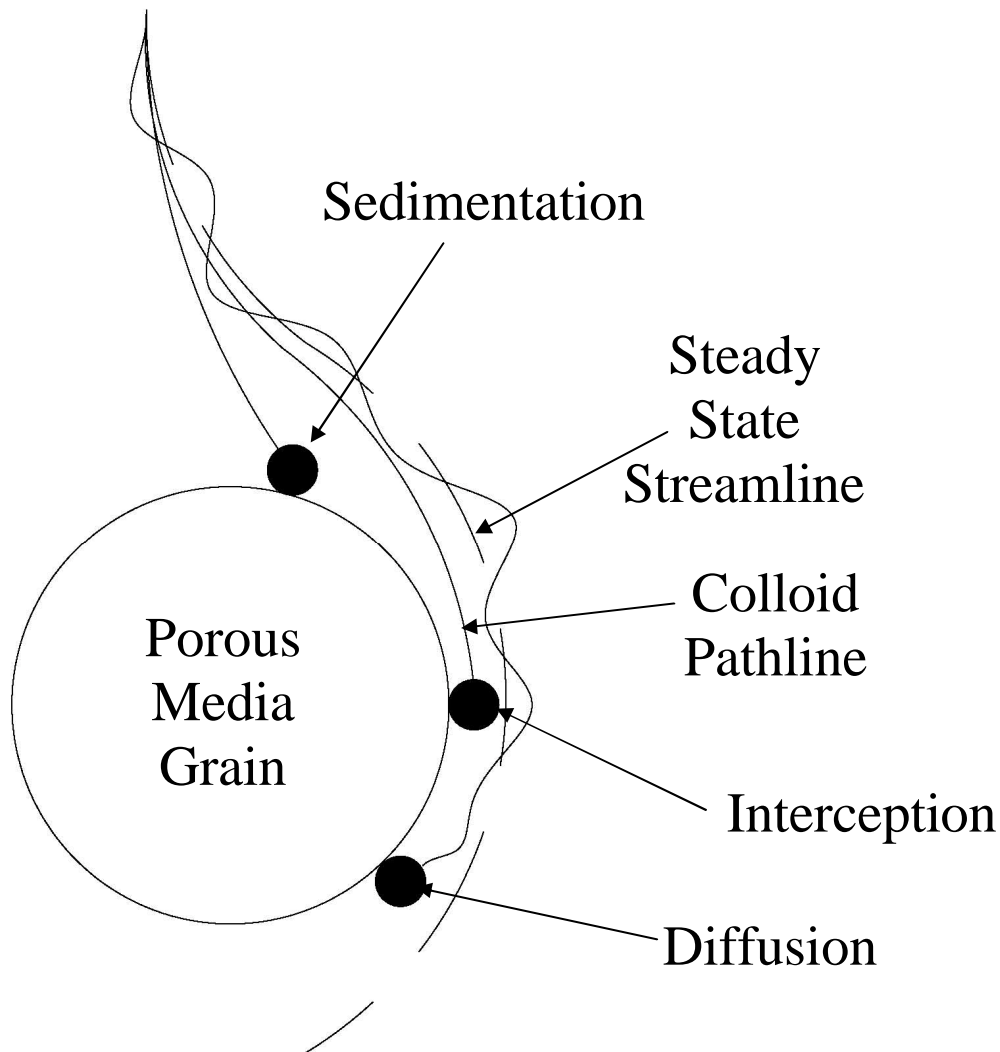 Sedimentation
Steady
State
Streamline
Colloid
Pathline
Porous
Media
Grain
Interception
Diffusion